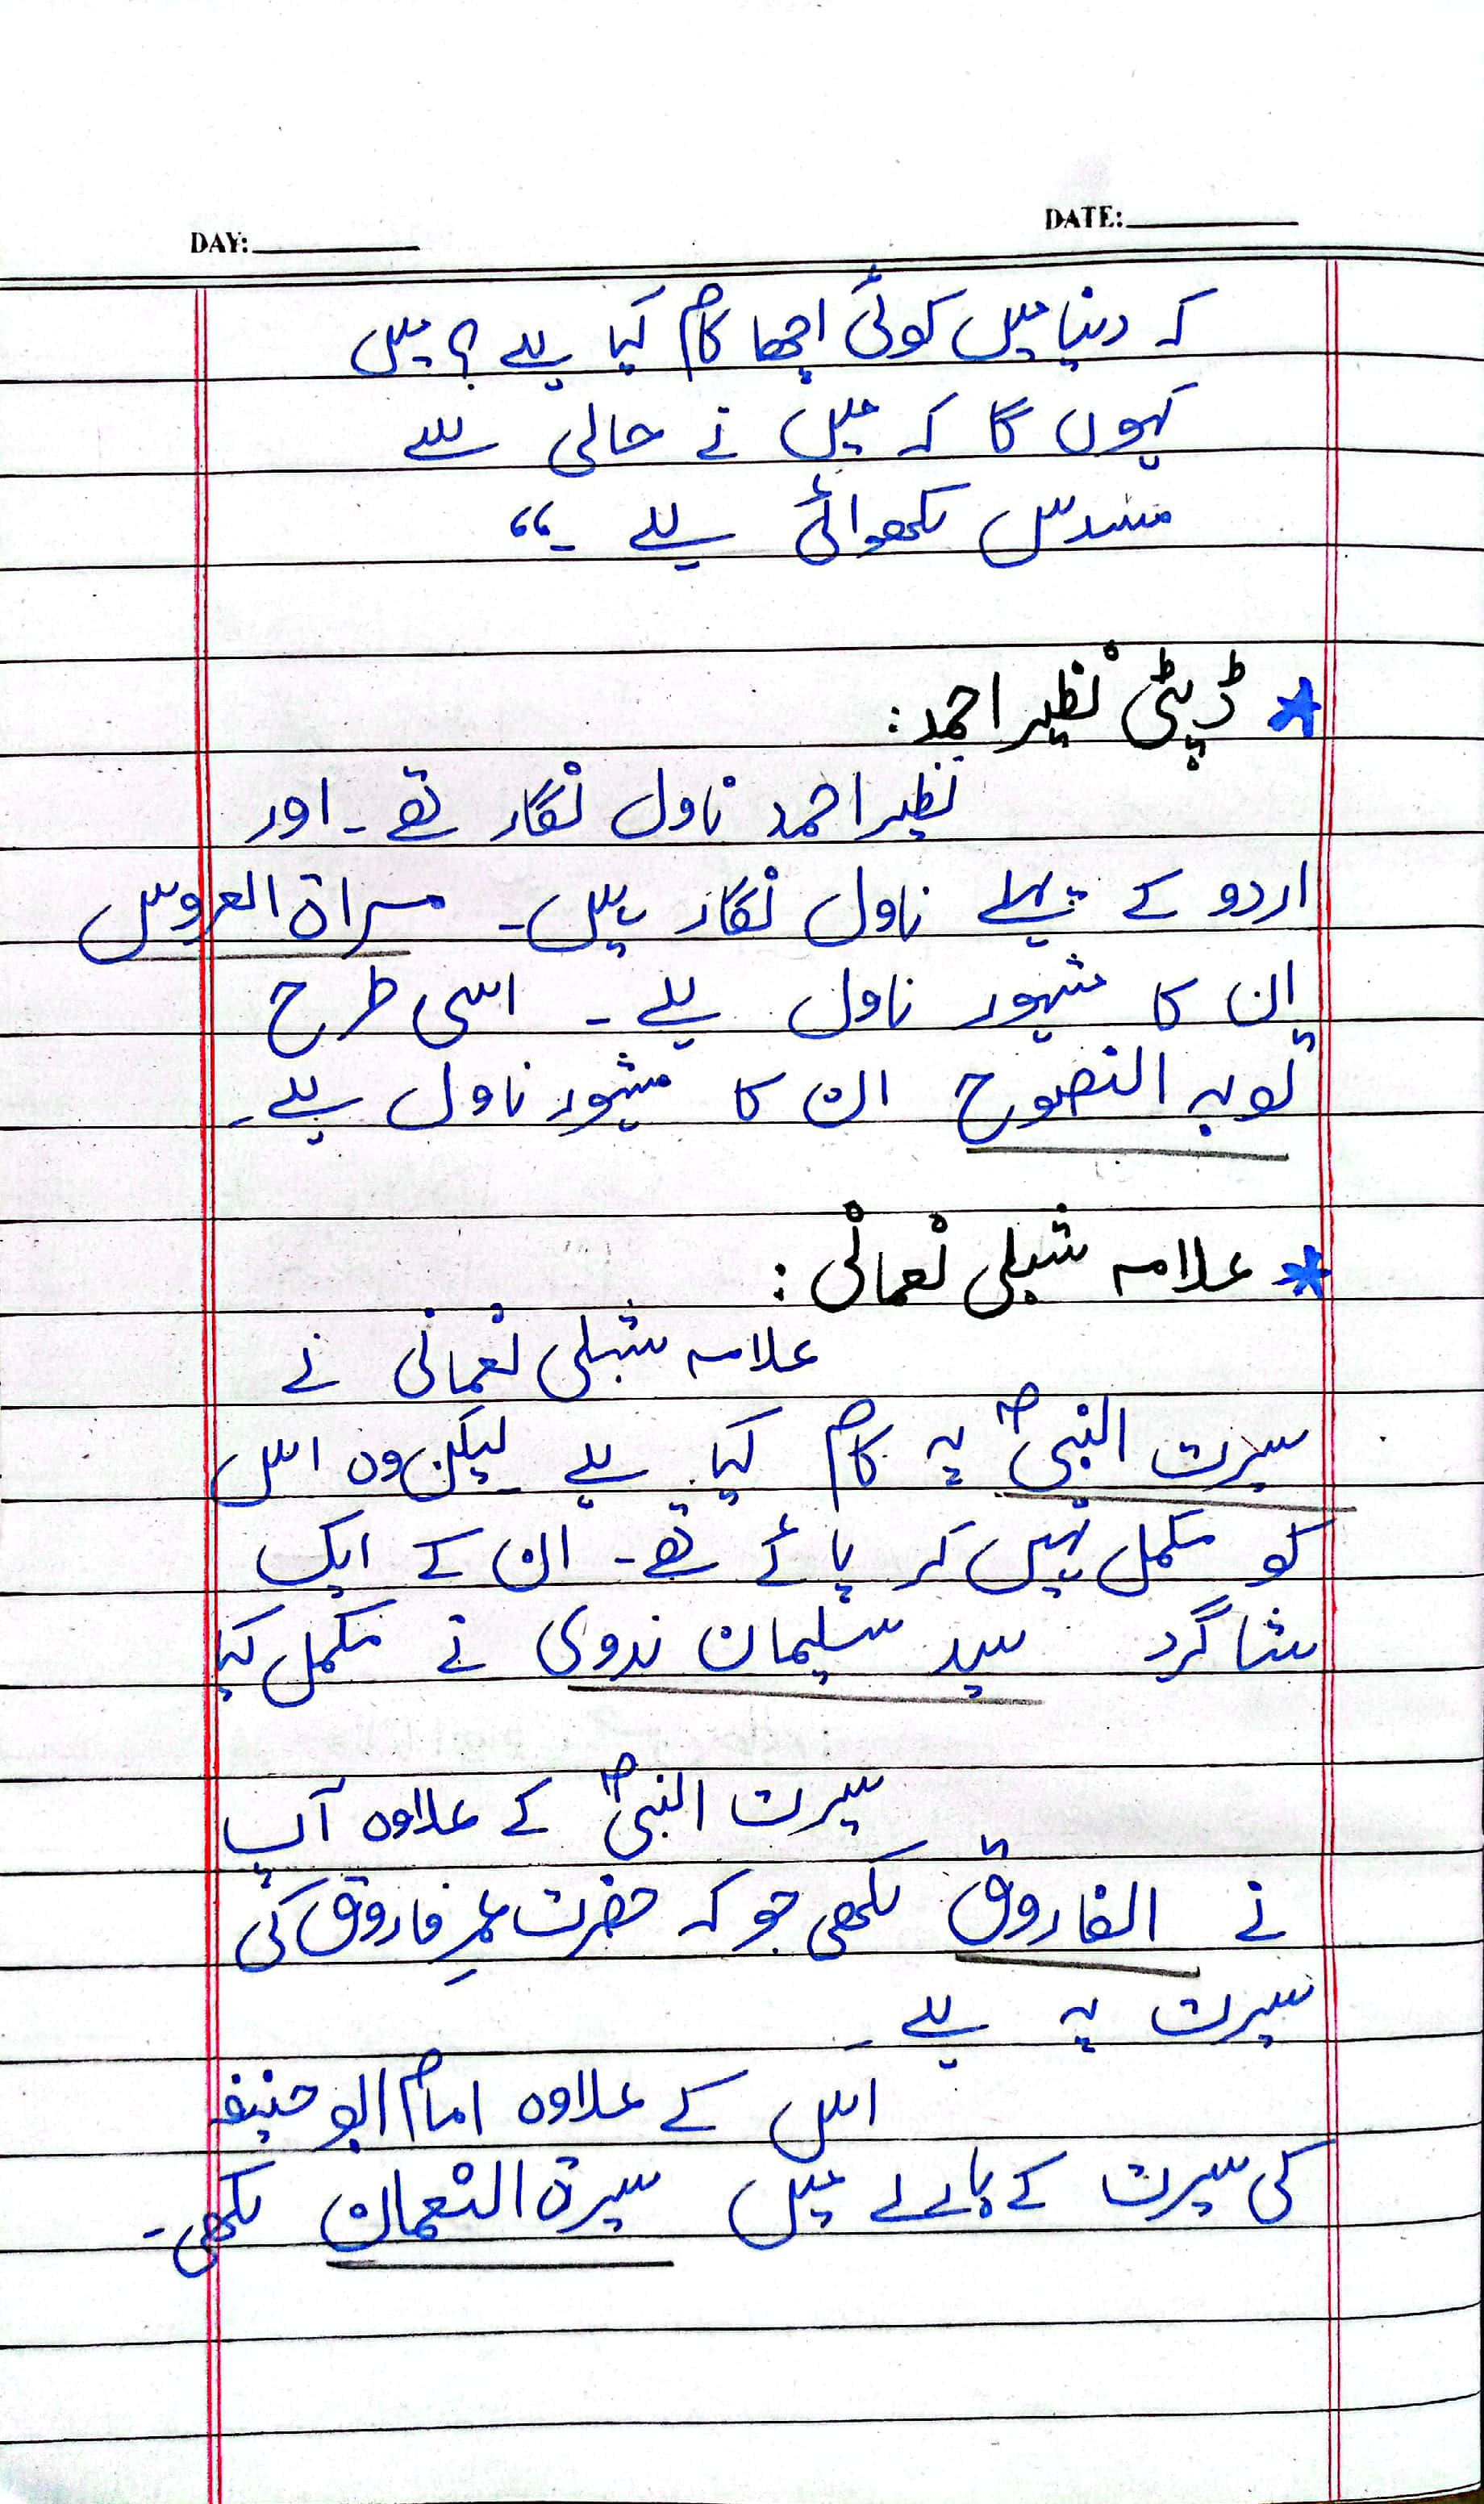 DAY:
DATE:
کہ دنیا میں کوئی اچھا کام کیا ہے ؟ میں
کہوں گا کہ میں نے حالی سے
مسدس لکھوائی ہے ۔“
* ڈپٹی نظیر احمد :
نظیر احمد ناول نگار تھے ۔ اور
اردو کے پہلے ناول نگار ہیں۔ مراۃ العروس
ان کا مشہور ناول ہے ۔ اسی طرح
توبہ النصوح ان کا مشہور ناول ہے۔
* علامہ شبلی نعمانی :
علامہ شبلی نعمانی نے
سیرت النبیؐ پہ کام کیا ہے لیکن وہ اس
کو مکمل نہیں کر پائے تھے ۔ ان کے ایک
شاگرد سید سلیمان ندوی نے مکمل کیا
سیرت النبیؐ کے علاوہ آپ
نے الفاروق لکھی جو کہ حضرت عمرِ فاروق کی
سیرت پہ ہے ۔
اس کے علاوہ امام ابو حنیفہ
کی سیرت کے بارے میں سیرۃ النعمان لکھی۔